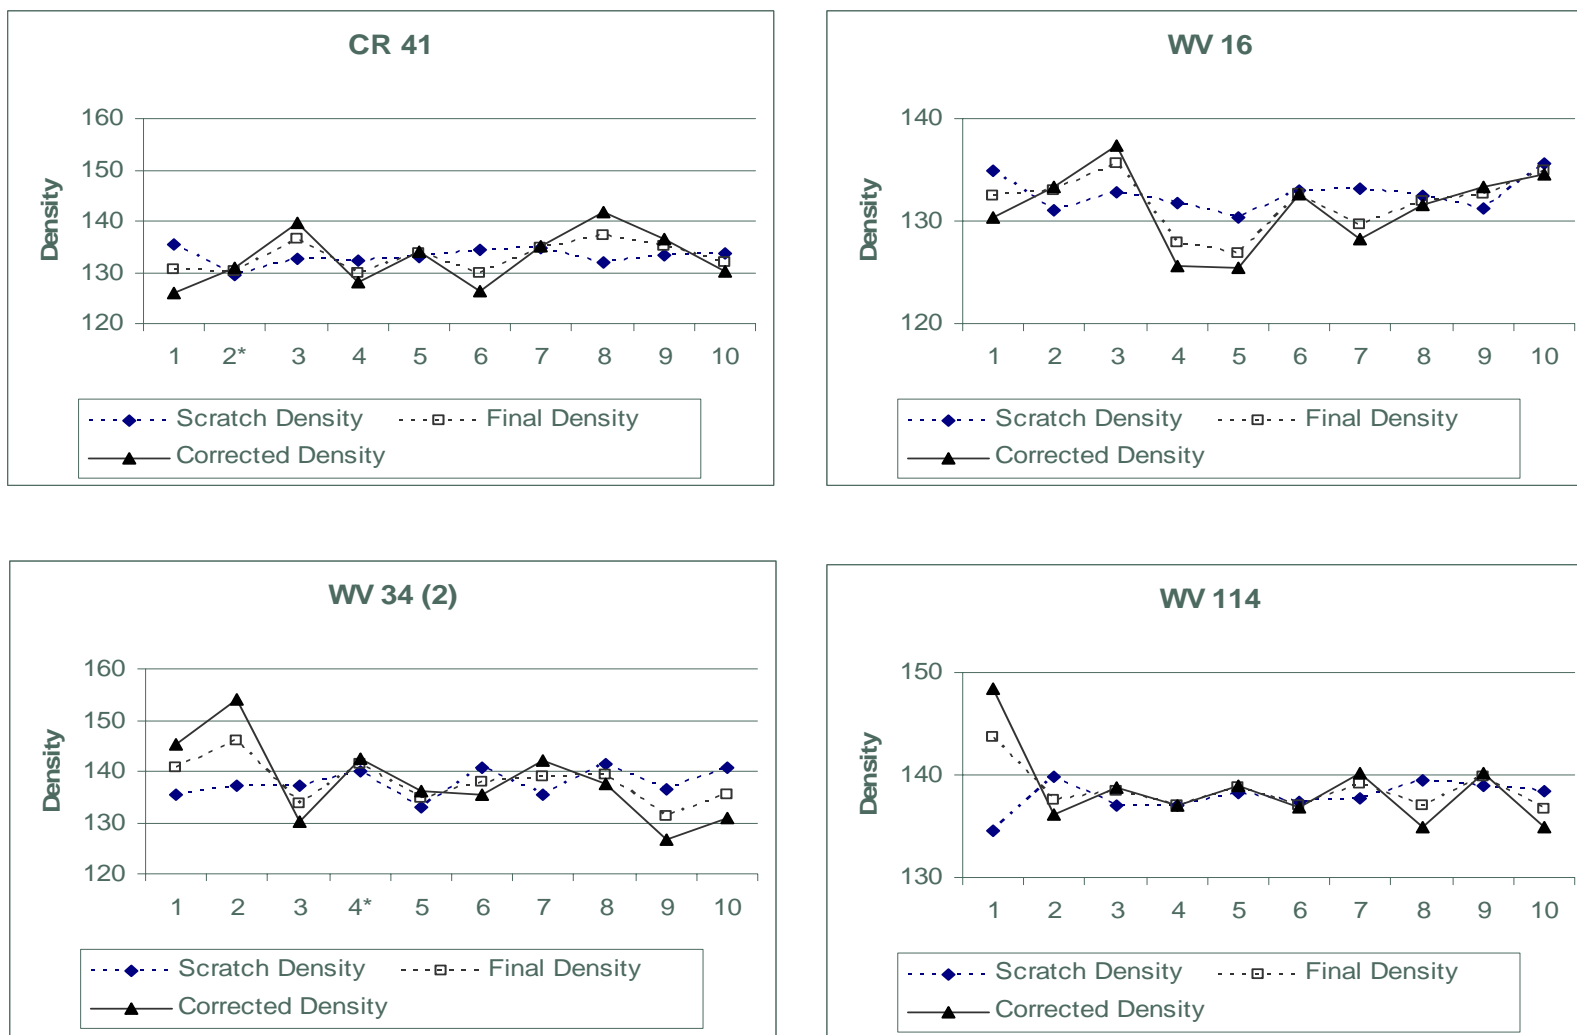 CR 41
160
150
140
130
120
Density
1 2* 3 4 5 6 7 8 9 10
Scratch Density Final Density
Corrected Density
WV 16
140
130
120
Density
1 2 3 4 5 6 7 8 9 10
Scratch Density Final Density
Corrected Density
WV 34 (2)
160
150
140
130
120
Density
1 2 3 4* 5 6 7 8 9 10
Scratch Density Final Density
Corrected Density
WV 114
150
140
130
Density
1 2 3 4 5 6 7 8 9 10
Scratch Density Final Density
Corrected Density